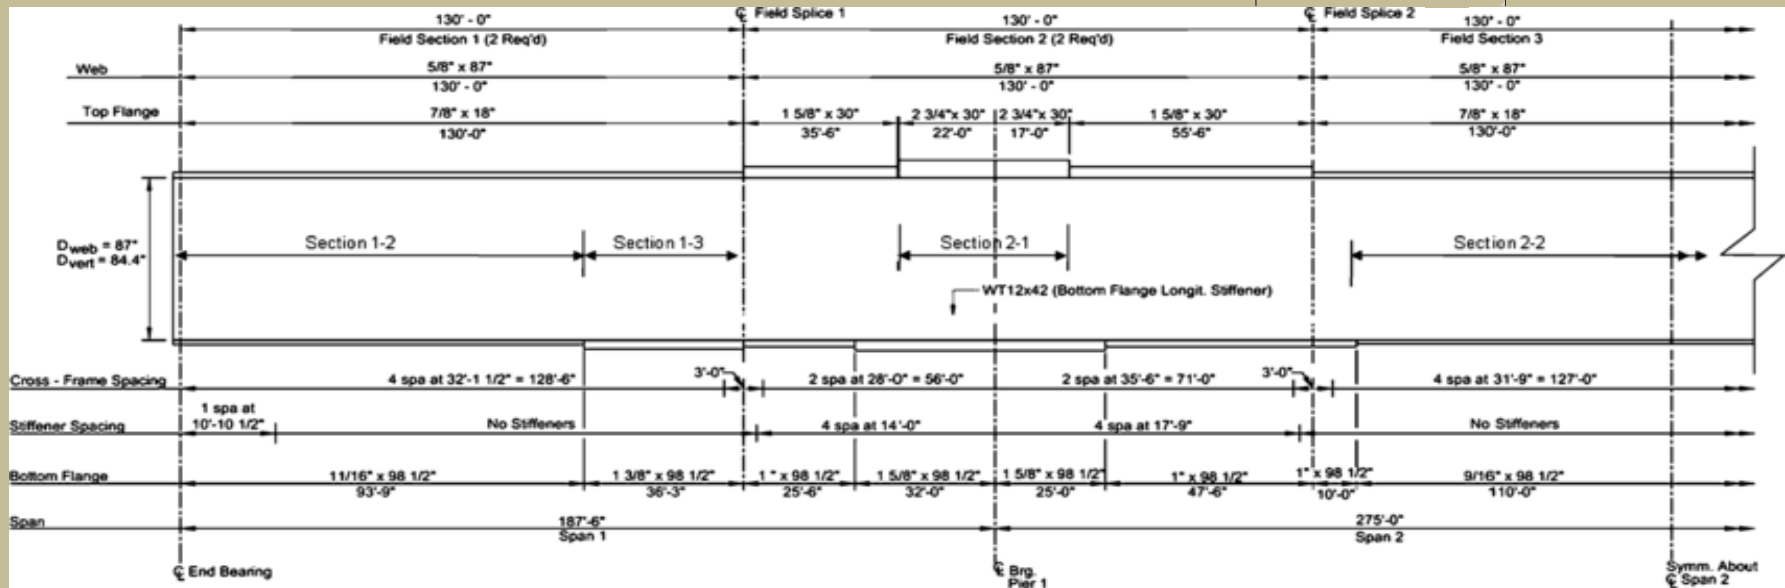 130' - 0"
℄ Field Splice 1
130' - 0"
℄ Field Splice 2
130' - 0"
Field Section 1 (2 Req'd)
Field Section 2 (2 Req'd)
Field Section 3
Web
5/8" x 87"
5/8" x 87"
5/8" x 87"
130' - 0"
130' - 0"
130' - 0"
Top Flange
7/8" x 18"
1 5/8" x 30"
2 3/4"x 30"
2 3/4"x 30"
1 5/8" x 30"
7/8" x 18"
130'-0"
35'-6"
22'-0"
17'-0"
55'-6"
130'-0"
Dweb = 87"
Dvert = 84.4"
Section 1-2
Section 1-3
Section 2-1
Section 2-2
WT12x42 (Bottom Flange Longit. Stiffener)
Cross - Frame Spacing
4 spa at 32'-1 1/2" = 128'-6"
3'-0"
2 spa at 28'-0" = 56'-0"
2 spa at 35'-6" = 71'-0"
3'-0"
4 spa at 31'-9" = 127'-0"
Stiffener Spacing
1 spa at
10'-10 1/2"
No Stiffeners
4 spa at 14'-0"
4 spa at 17'-9"
No Stiffeners
Bottom Flange
11/16" x 98 1/2"
1 3/8" x 98 1/2"
1 " x 98 1/2"
1 5/8" x 98 1/2"
1 5/8" x 98 1/2"
1" x 98 1/2"
1" x 98 1/2"
9/16" x 98 1/2"
93'-9"
36'-3"
25'-6"
32'-0"
25'-0"
47'-6"
10'-0"
110'-0"
Span
187'-6"
Span 1
275'-0"
Span 2
℄ End Bearing
℄ Brg.
Pier 1
Symm. About
℄ Span 2